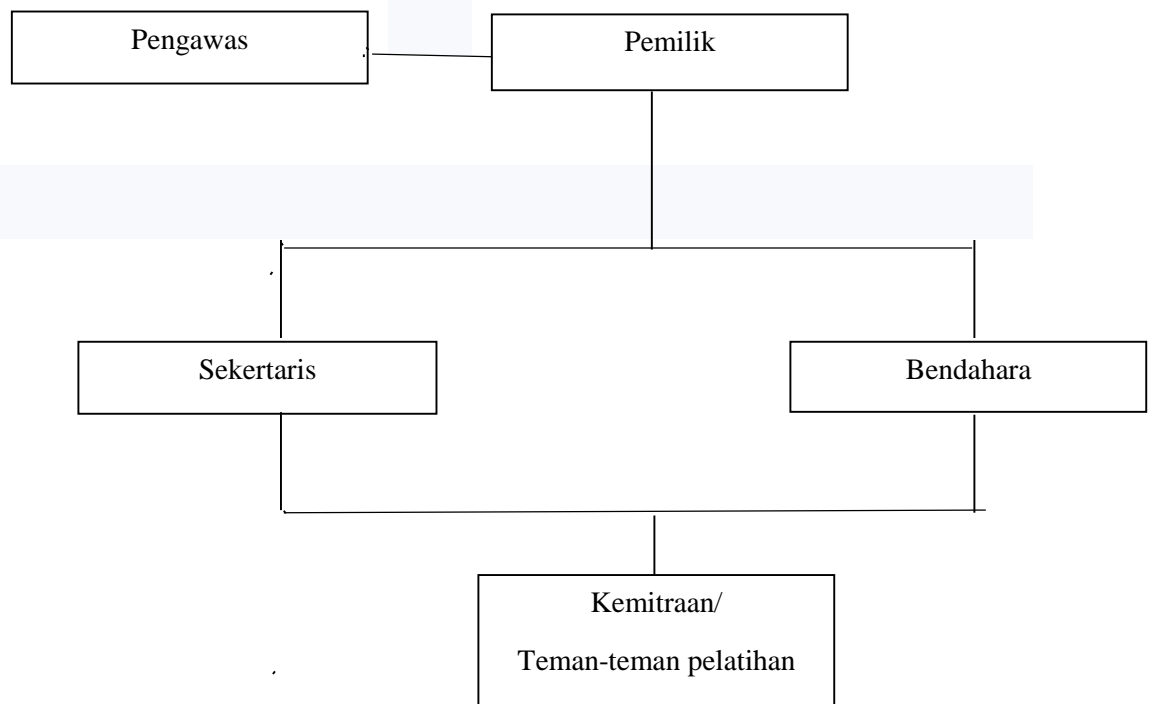 Pengawas
Pemilik
Sekertaris
Bendahara
Kemitraan/
Teman-teman pelatihan